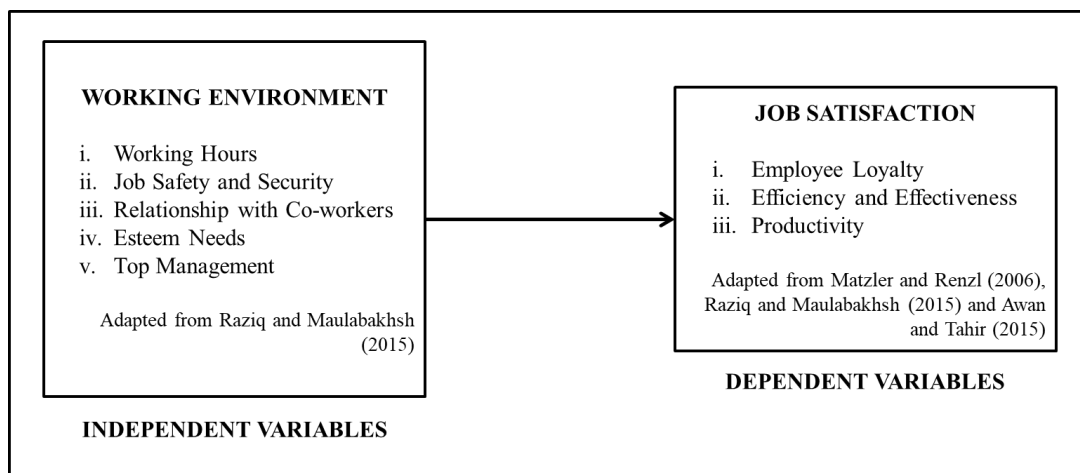 WORKING ENVIRONMENT
i. Working Hours
ii. Job Safety and Security
iii. Relationship with Co-workers
iv. Esteem Needs
v. Top Management
Adapted from Raziq and Maulabakhsh
(2015)
INDEPENDENT VARIABLES
JOB SATISFACTION
i. Employee Loyalty
ii. Efficiency and Effectiveness
iii. Productivity
Adapted from Matzler and Renzl (2006),
Raziq and Maulabakhsh (2015) and Awan
and Tahir (2015)
DEPENDENT VARIABLES